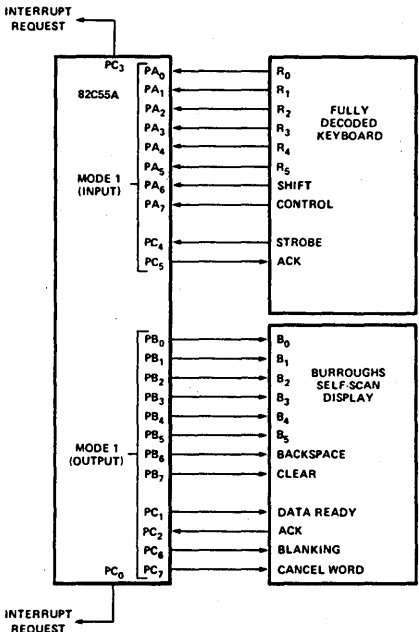 INTERRUPT
REQUEST
PC3
82C55A
MODE 1
(INPUT)
PA0
PA1
PA2
PA3
PA4
PA5
PA6
PA7
PC4
PC5
R0
R1
R2
R3
R4
R5
SHIFT
CONTROL
STROBE
ACK
FULLY
DECODED
KEYBOARD
MODE 1
(OUTPUT)
PB0
PB1
PB2
PB3
PB4
PB5
PB6
PB7
PC1
PC2
PC6
PC7
B0
B1
B2
B3
B4
B5
BACKSPACE
CLEAR
DATA READY
ACK
BLANKING
CANCEL WORD
BURROUGHS
SELF-SCAN
DISPLAY
PC0
INTERRUPT
REQUEST